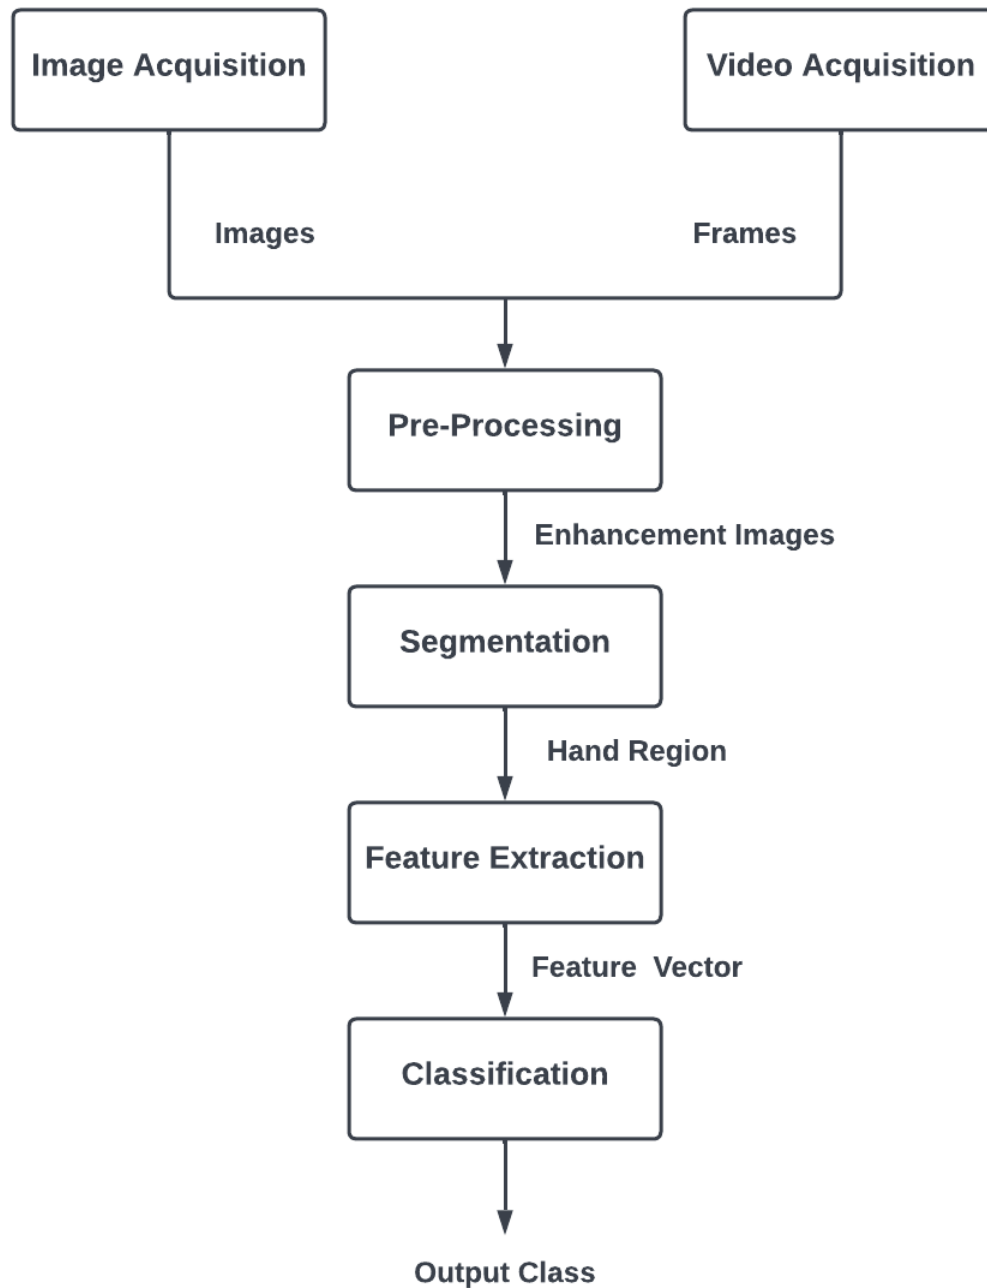 Image Acquisition
Video Acquisition
Images
Frames
Pre-Processing
Enhancement Images
Segmentation
Hand Region
Feature Extraction
Feature  Vector
Classification
Output Class